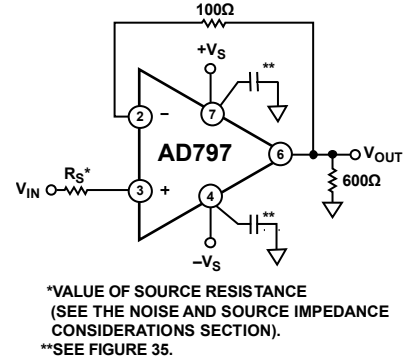 100Ω
+VS
**
2
−
7
AD797
6
VOUT
RS*
VIN
3
+
4
600Ω
**
−VS
*VALUE OF SOURCE RESISTANCE
(SEE THE NOISE AND SOURCE IMPEDANCE
CONSIDERATIONS SECTION).
**SEE FIGURE 35.